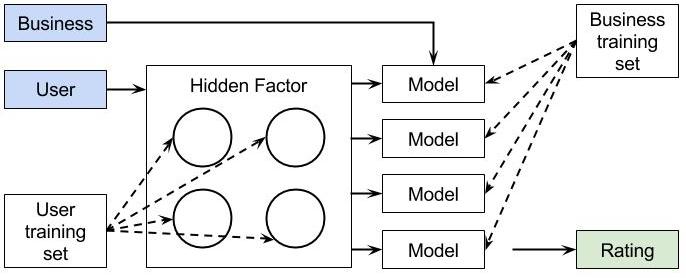 Business
User
User
training
set
Hidden Factor
Model
Model
Model
Model
Business
training
set
Rating